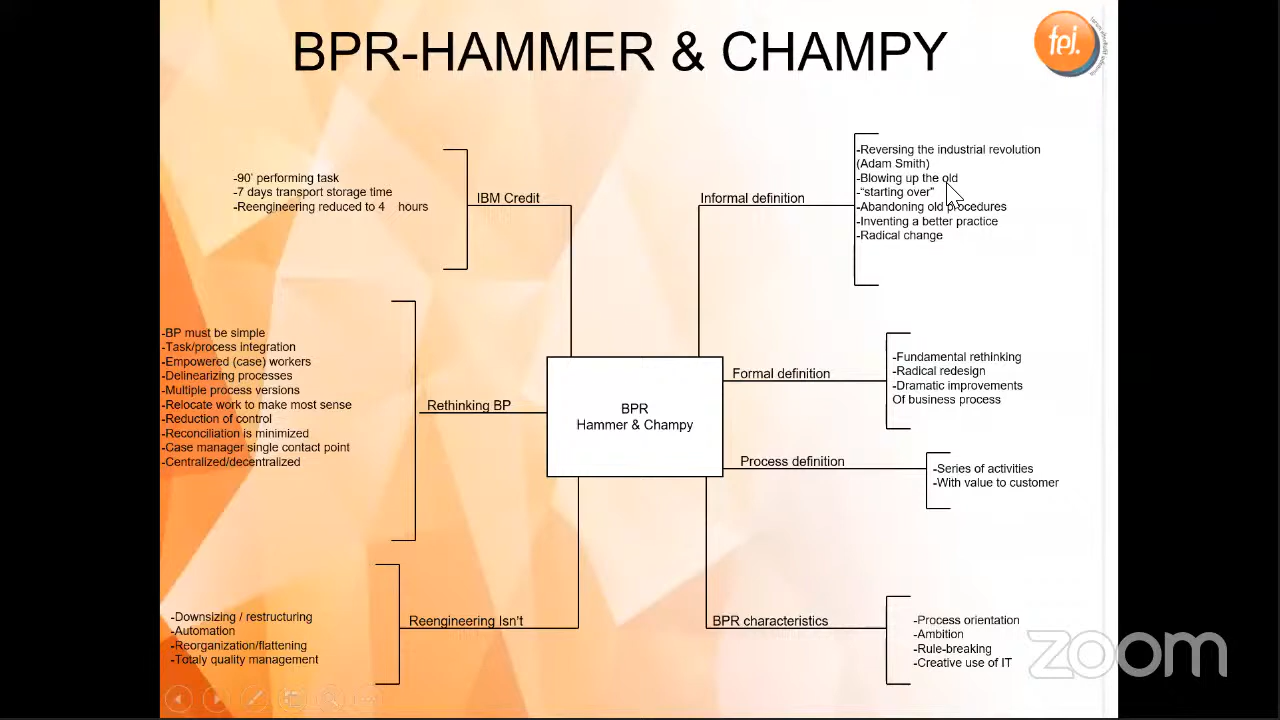 BPR-HAMMER & CHAMPY
fej.
-90` performing task
-7 days transport storage time
-Reengineering reduced to 4 hours
IBM Credit
Informal definition
-Reversing the industrial revolution
(Adam Smith)
-Blowing up the old
-“starting over”
-Abandoning old procedures
-Inventing a better practice
-Radical change
-BP must be simple
-Task/process integration
-Empowered (case) workers
-Delinearizing processes
-Multiple process versions
-Relocate work to make most sense
-Reduction of control
-Reconciliation is minimized
-Case manager single contact point
-Centralized/decentralized
Rethinking BP
BPR
Hammer & Champy
Formal definition
-Fundamental rethinking
-Radical redesign
-Dramatic improvements
Of business process
Process definition
-Series of activities
-With value to customer
-Downsizing / restructuring
-Automation
-Reorganization/flattening
-Totaly quality management
Reengineering Isn’t
BPR characteristics
-Process orientation
-Ambition
-Rule-breaking
-Creative use of IT
zoom